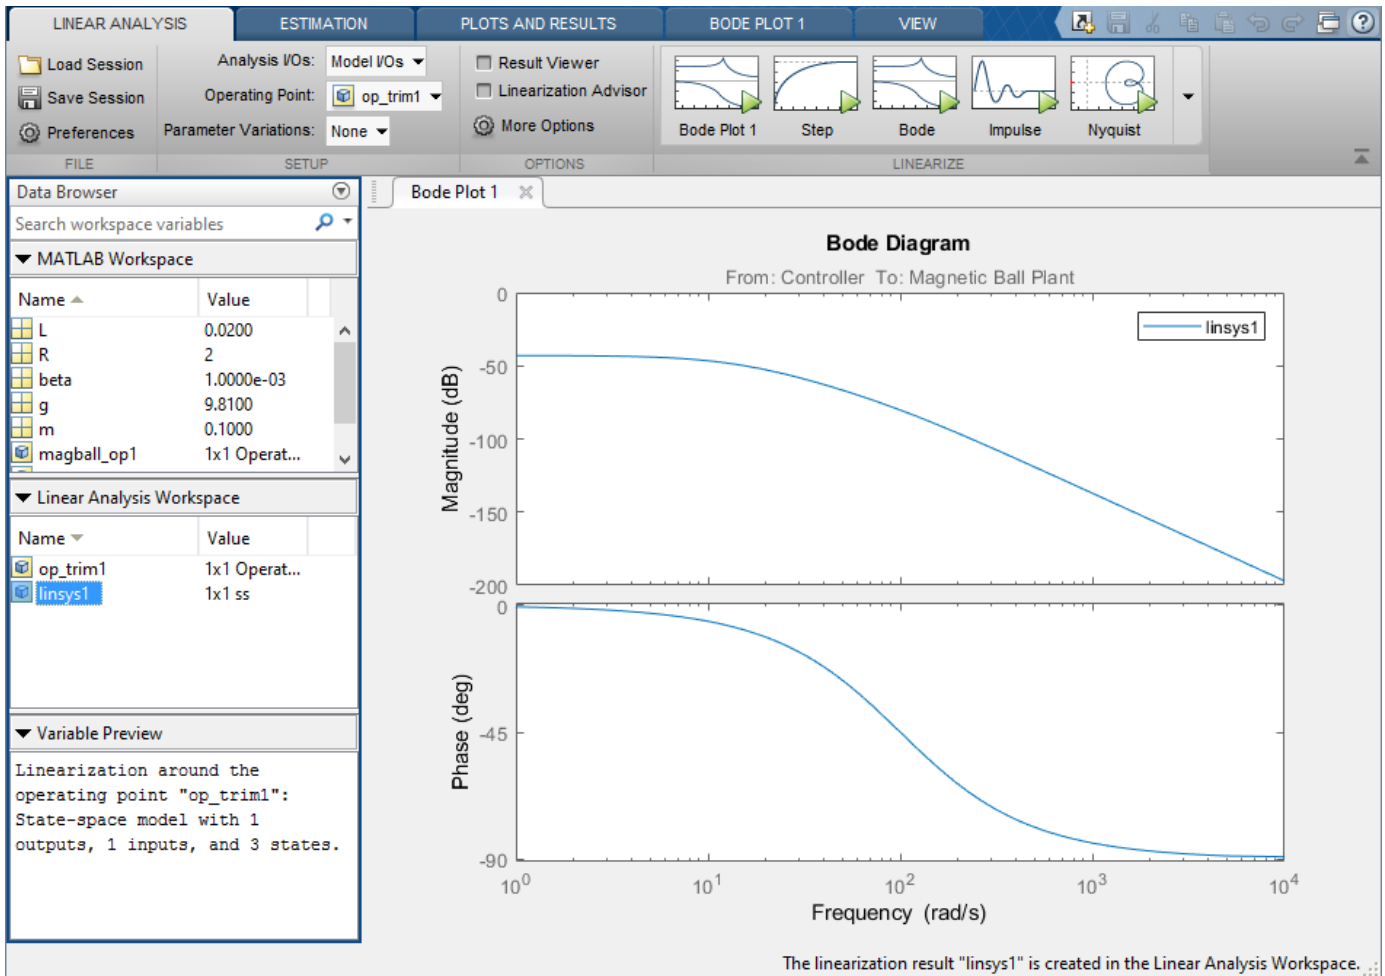 LINEAR ANALYSIS ESTIMATION PLOTS AND RESULTS BODE PLOT 1 VIEW
Load Session
Save Session
Preferences
FILE
Analysis I/Os: Model I/Os
Operating Point: op_trim1
Parameter Variations: None
SETUP
Result Viewer
Linearization Advisor
More Options
OPTIONS
Bode Plot 1 Step Bode Impulse Nyquist
LINEARIZE
Data Browser
Search workspace variables
MATLAB Workspace
Name Value
L 0.0200
R 2
beta 1.0000e-03
g 9.8100
m 0.1000
magball_op1 1x1 Operat...
Linear Analysis Workspace
Name Value
op_trim1 1x1 Operat...
linsys1 1x1 ss
Variable Preview
Linearization around the
operating point "op_trim1":
State-space model with 1
outputs, 1 inputs, and 3 states.
Bode Plot 1
Bode Diagram
From: Controller To: Magnetic Ball Plant
linsys1
Magnitude (dB)
0
-50
-100
-150
-200
Phase (deg)
0
-45
-90
10^0 10^1 10^2 10^3 10^4
Frequency (rad/s)
The linearization result "linsys1" is created in the Linear Analysis Workspace.